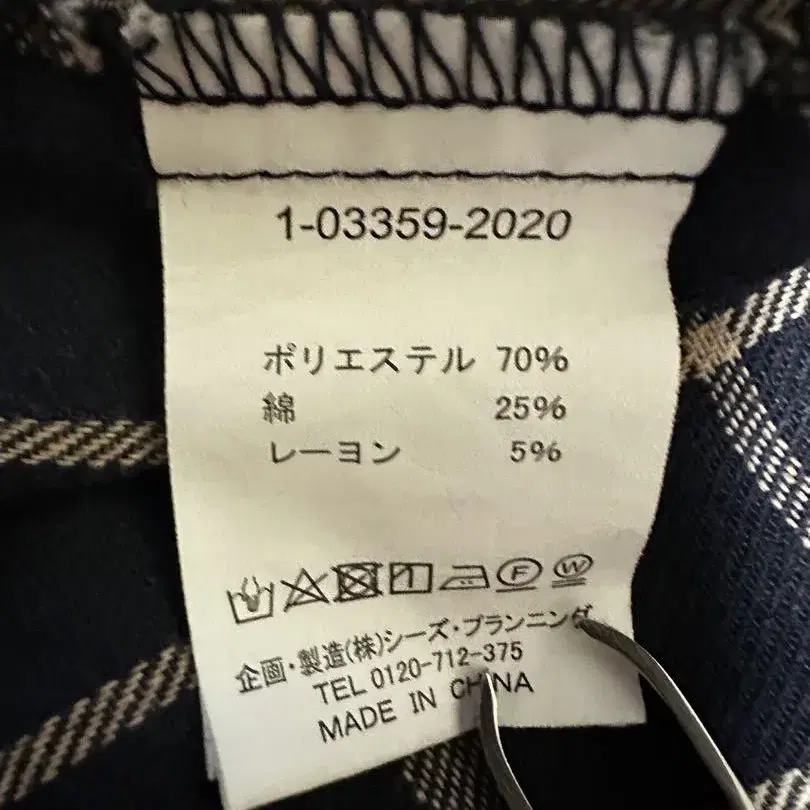 1-03359-2020
ポリエステル 70%
綿 25%
レーヨン 5%
F W
企画・製造(株)シーズ・プランニング
TEL 0120-712-375
MADE IN CHINA